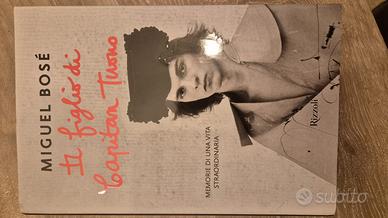 MIGUEL BOSÉ
Il figlio di
Capitan Tuono
MEMORIE DI UNA VITA
STRAORDINARIA
Rizzoli
subito